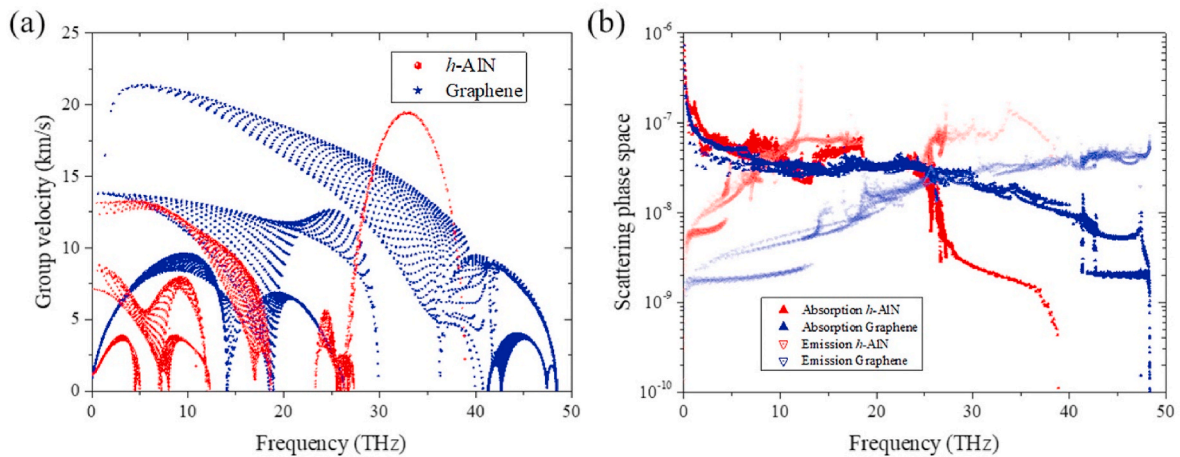 (a)
25
20
15
10
5
0
Group velocity (km/s)
0 10 20 30 40 50
Frequency (THz)
h-AlN
Graphene
(b)
10⁻⁶
10⁻⁷
10⁻⁸
10⁻⁹
10⁻¹⁰
Scattering phase space
0 10 20 30 40 50
Frequency (THz)
Absorption h-AlN
Absorption Graphene
Emission h-AlN
Emission Graphene